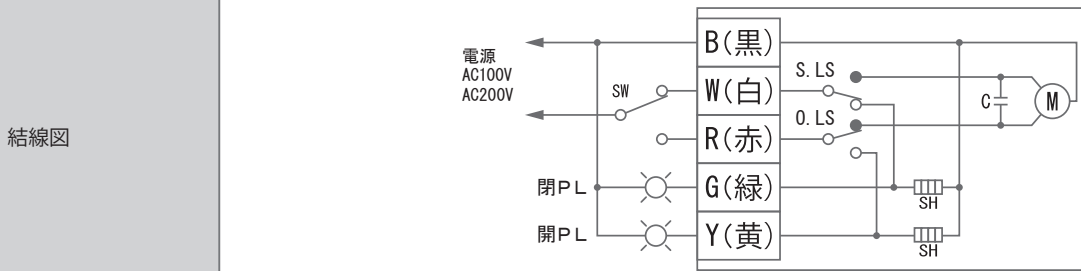 結線図
電源
AC100V
AC200V
SW
閉PL
開PL
B(黒)
W(白)
R(赤)
G(緑)
Y(黄)
S.LS
O.LS
C
M
SH
SH